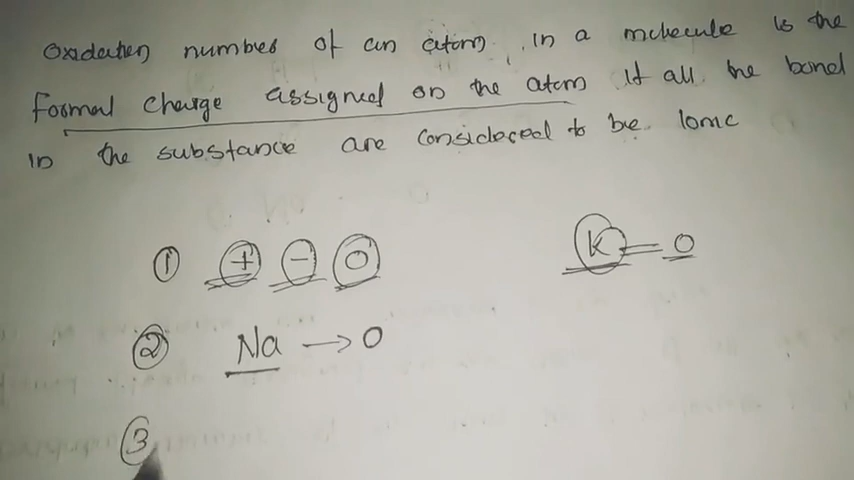 Oxidation number of an atom in a molecule is the
formal charge assigned on the atom if all the bond
in the substance are considered to be ionic
① + - 0 K = 0
② Na → 0
③